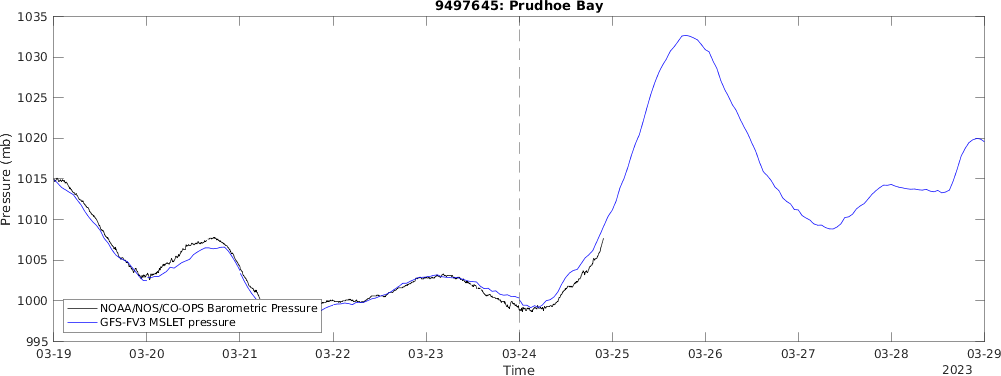 9497645: Prudhoe Bay
1035
1030
1025
1020
1015
1010
1005
1000
995
Pressure (mb)
NOAA/NOS/CO-OPS Barometric Pressure
GFS-FV3 MSLET pressure
03-19 03-20 03-21 03-22 03-23 03-24 03-25 03-26 03-27 03-28 03-29
Time
2023